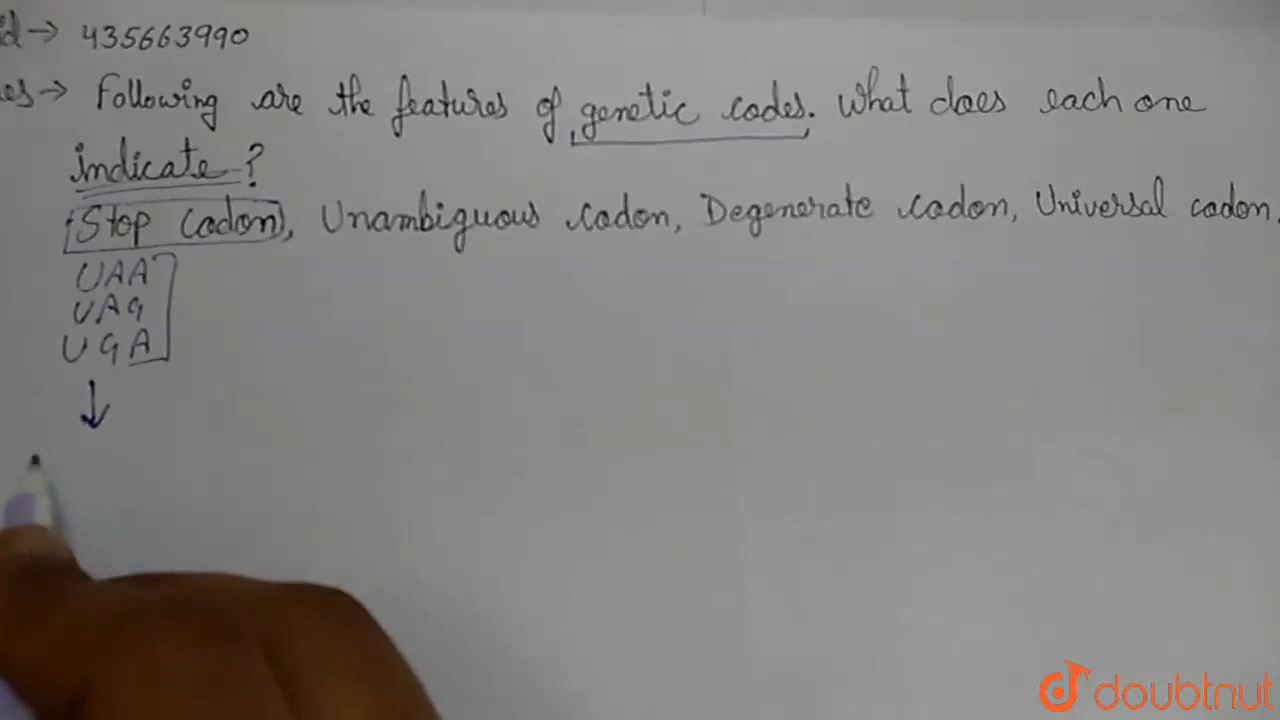 d→ 435663990
es→ Following are the features of genetic codes. What does each one
indicate?
Stop codon, Unambiguous codon, Degenerate codon, Universal codon.
UAA
UAG
UGA
doubtnut